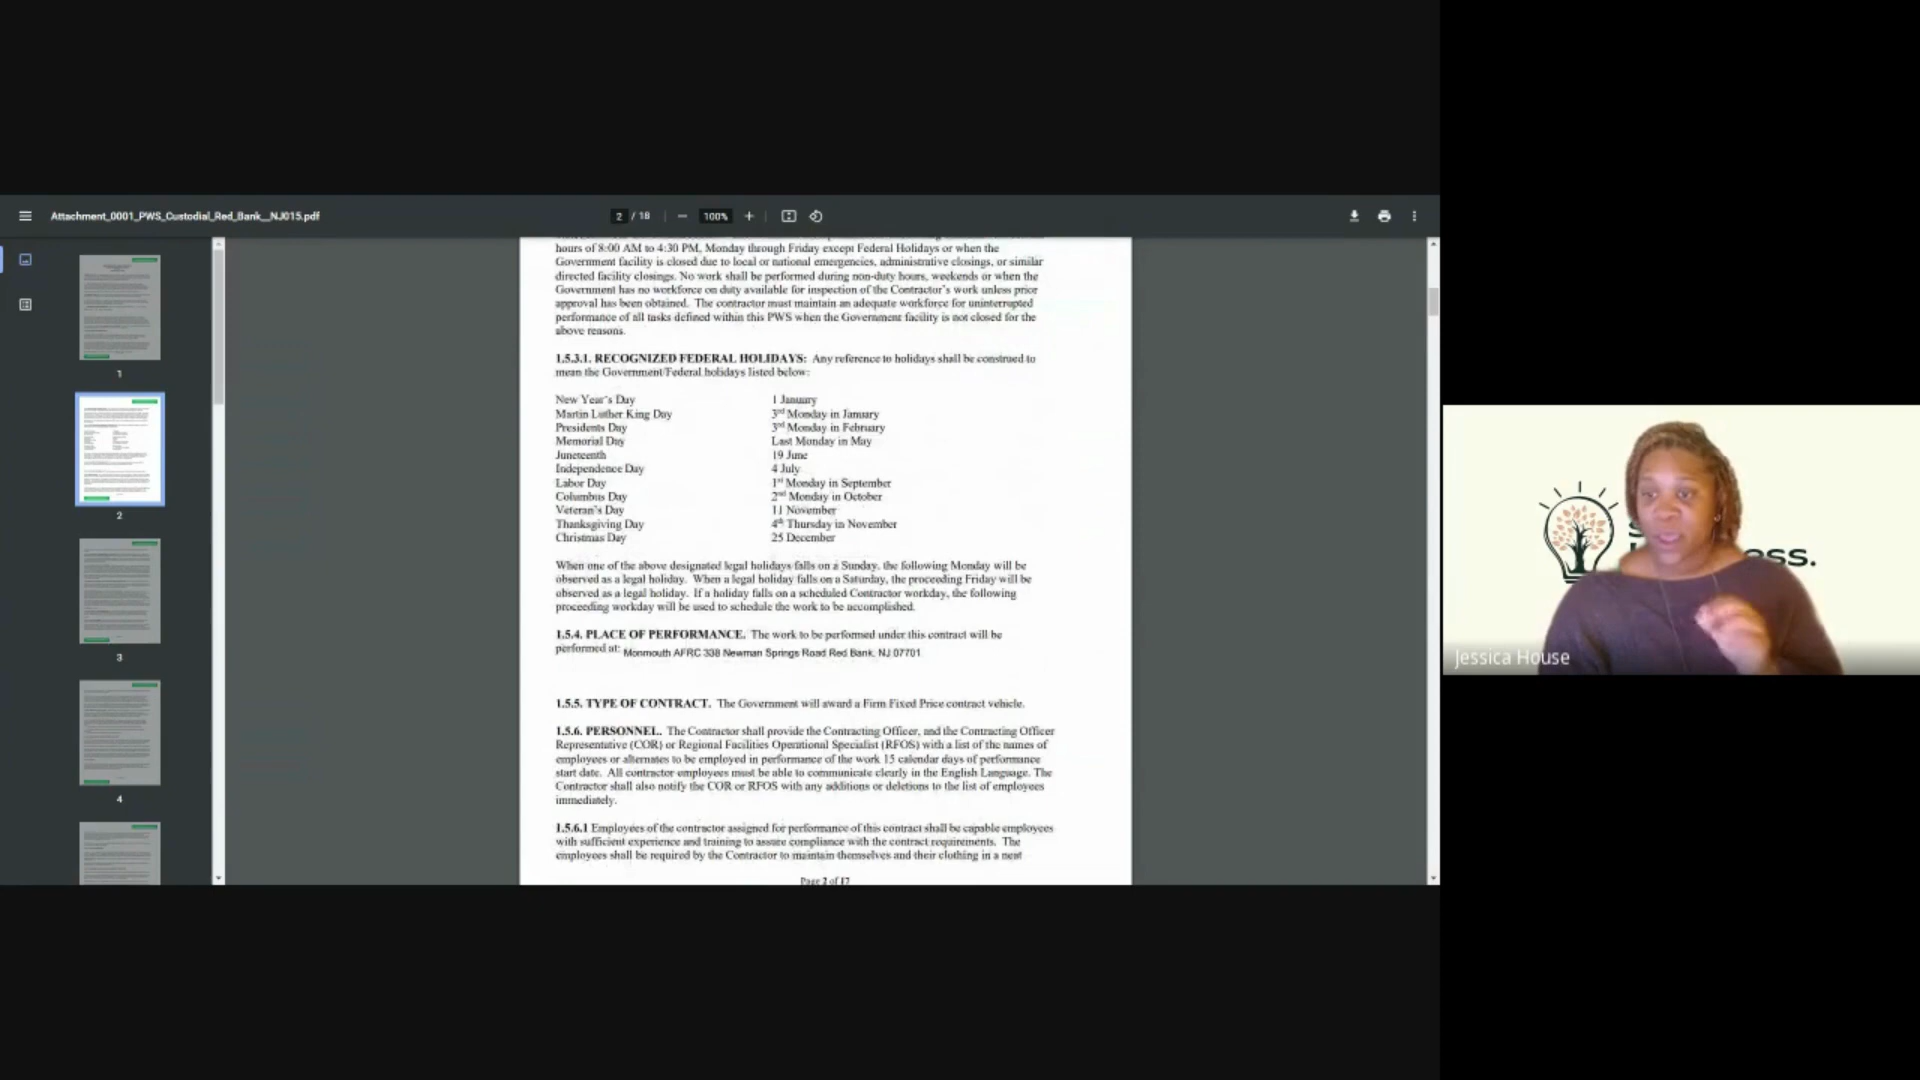 Attachment_0001_PWS_Custodial_Red_Bank__NJ015.pdf
2 / 18
100%
hours of 8:00 AM to 4:30 PM, Monday through Friday except Federal Holidays or when the
Government facility is closed due to local or national emergencies, administrative closings, or similar
directed facility closings. No work shall be performed during non-duty hours, weekends or when the
Government has no workforce on duty available for inspection of the Contractor's work unless prior
approval has been obtained. The contractor must maintain an adequate workforce for uninterrupted
performance of all tasks defined within this PWS when the Government facility is not closed for the
above reasons.
1.5.3.1. RECOGNIZED FEDERAL HOLIDAYS: Any reference to holidays shall be construed to
mean the Government/Federal holidays listed below:
New Year's Day 1 January
Martin Luther King Day 3rd Monday in January
Presidents Day 3rd Monday in February
Memorial Day Last Monday in May
Juneteenth 19 June
Independence Day 4 July
Labor Day 1st Monday in September
Columbus Day 2nd Monday in October
Veteran's Day 11 November
Thanksgiving Day 4th Thursday in November
Christmas Day 25 December
When one of the above designated legal holidays falls on a Sunday, the following Monday will be
observed as a legal holiday. When a legal holiday falls on a Saturday, the proceeding Friday will be
observed as a legal holiday. If a holiday falls on a scheduled Contractor workday, the following
proceeding workday will be used to schedule the work to be accomplished.
1.5.4. PLACE OF PERFORMANCE. The work to be performed under this contract will be
performed at: Monmouth AFRC 338 Newman Springs Road Red Bank, NJ 07701
1.5.5. TYPE OF CONTRACT. The Government will award a Firm Fixed Price contract vehicle.
1.5.6. PERSONNEL. The Contractor shall provide the Contracting Officer, and the Contracting Officer
Representative (COR) or Regional Facilities Operational Specialist (RFOS) with a list of the names of
employees or alternates to be employed in performance of the work 15 calendar days of performance
start date. All contractor employees must be able to communicate clearly in the English Language. The
Contractor shall also notify the COR or RFOS with any additions or deletions to the list of employees
immediately.
1.5.6.1 Employees of the contractor assigned for performance of this contract shall be capable employees
with sufficient experience and training to assure compliance with the contract requirements. The
employees shall be required by the Contractor to maintain themselves and their clothing in a neat
Page 2 of 17
1
2
3
4
Jessica House